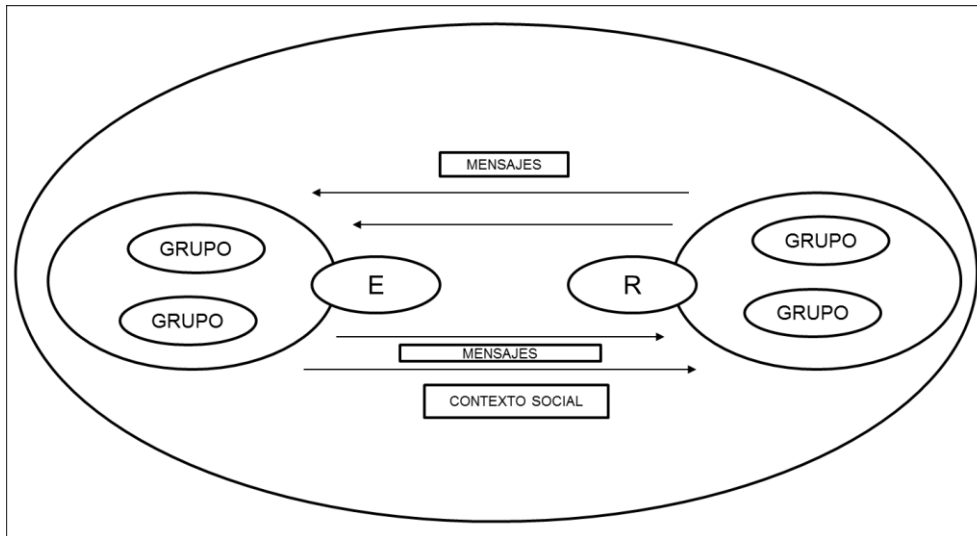 MENSAJES
GRUPO
GRUPO
E
R
GRUPO
GRUPO
MENSAJES
CONTEXTO SOCIAL